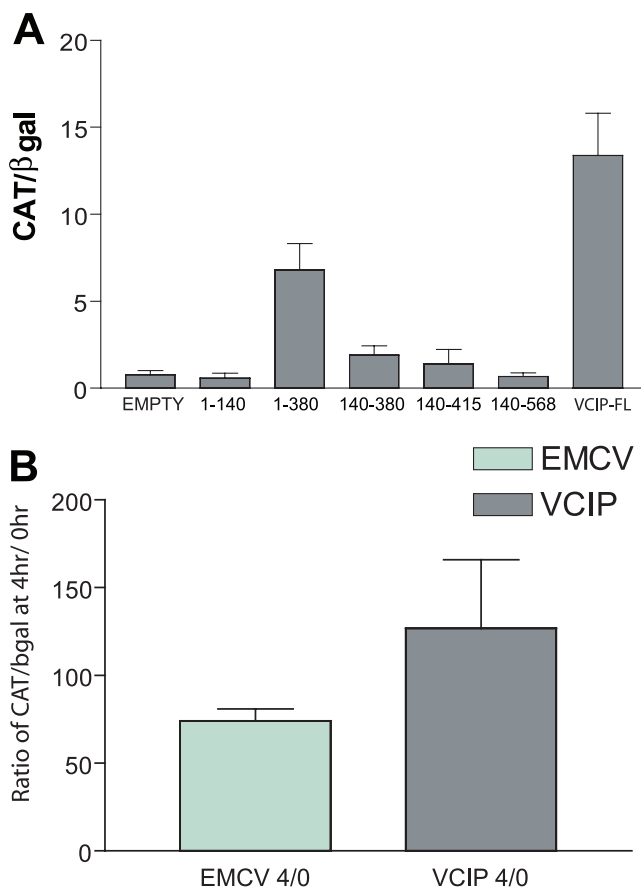 A
20
15
10
5
0
CAT/βgal
EMPTY 1-140 1-380 140-380 140-415 140-568 VCIP-FL
B
EMCV
VCIP
200
150
100
50
0
Ratio of CAT/bgal at 4hr/ 0hr
EMCV 4/0 VCIP 4/0